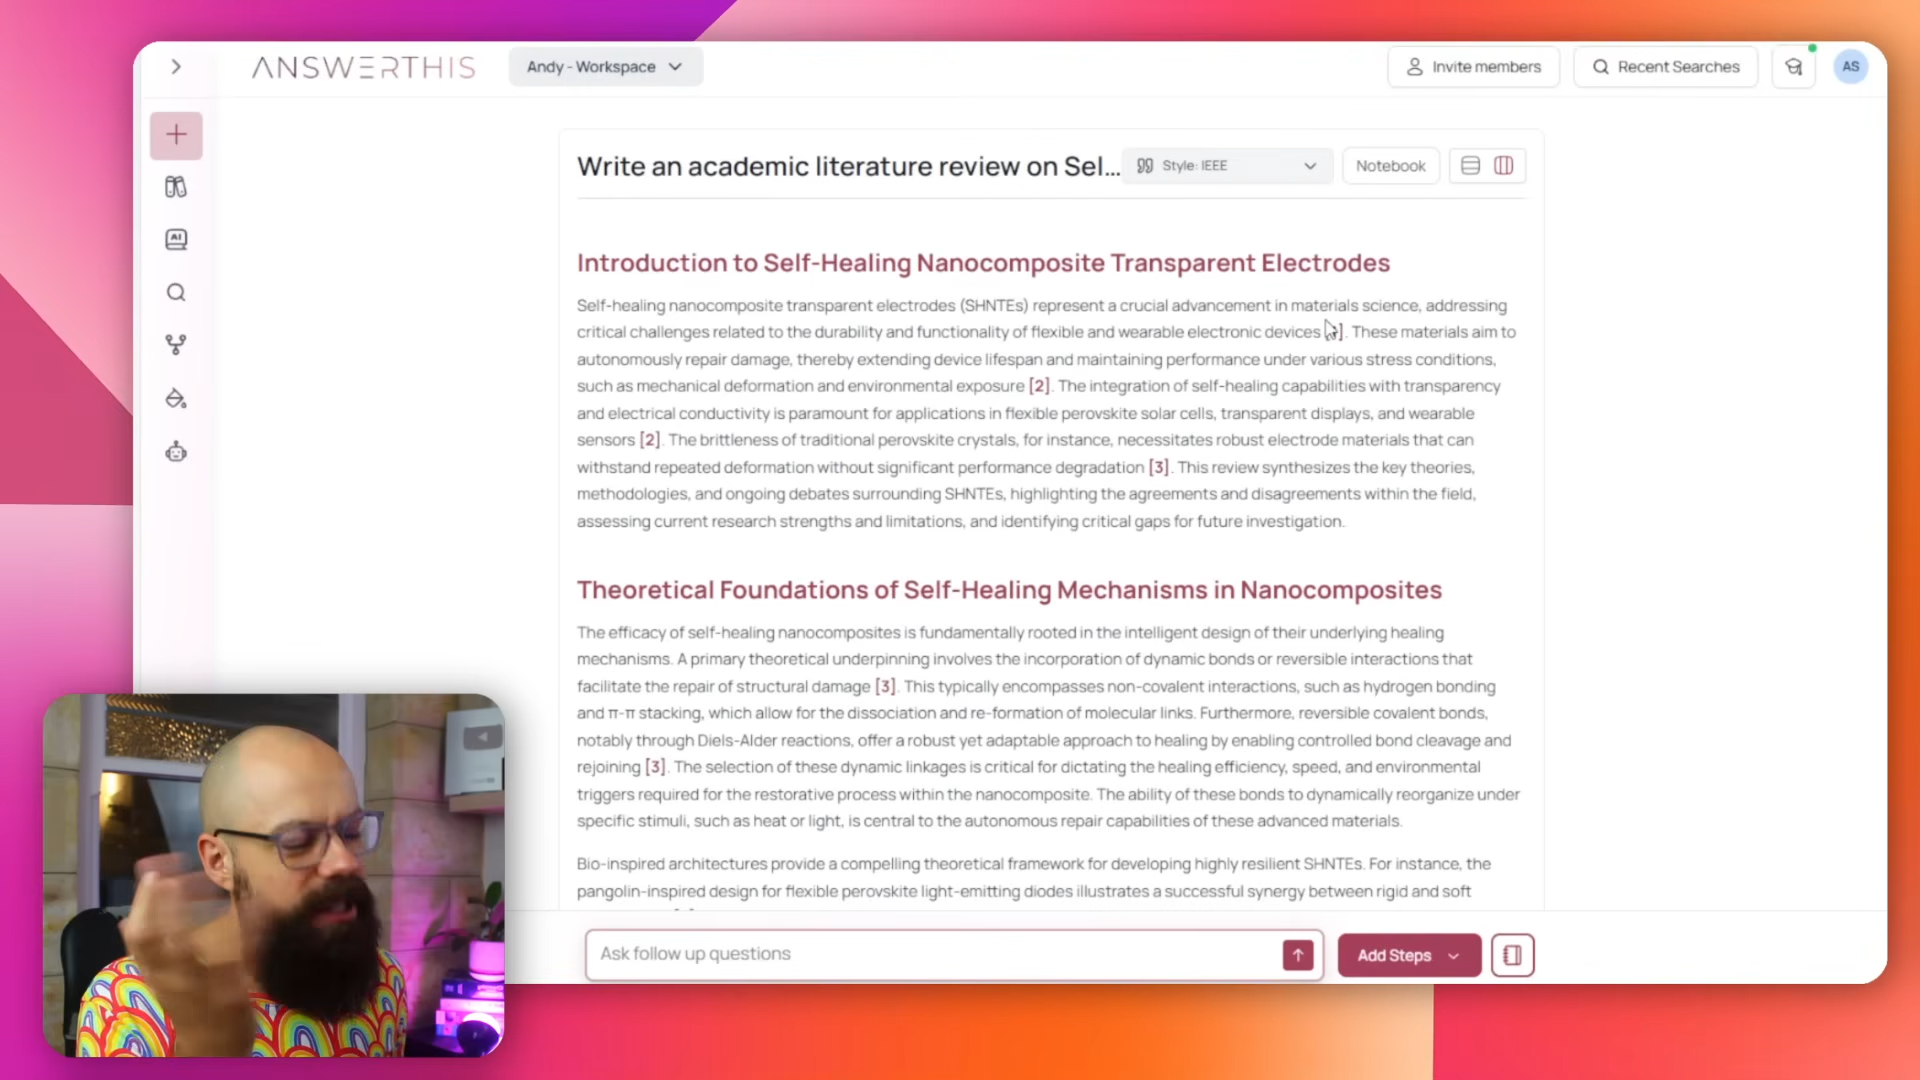 ANSWERTHIS
Andy - Workspace
Invite members
Recent Searches
AS
Write an academic literature review on Sel...
Style: IEEE
Notebook
AI
Introduction to Self-Healing Nanocomposite Transparent Electrodes
Self-healing nanocomposite transparent electrodes (SHNTEs) represent a crucial advancement in materials science, addressing
critical challenges related to the durability and functionality of flexible and wearable electronic devices ]. These materials aim to
autonomously repair damage, thereby extending device lifespan and maintaining performance under various stress conditions,
such as mechanical deformation and environmental exposure [2]. The integration of self-healing capabilities with transparency
and electrical conductivity is paramount for applications in flexible perovskite solar cells, transparent displays, and wearable
sensors [2]. The brittleness of traditional perovskite crystals, for instance, necessitates robust electrode materials that can
withstand repeated deformation without significant performance degradation [3]. This review synthesizes the key theories,
methodologies, and ongoing debates surrounding SHNTEs, highlighting the agreements and disagreements within the field,
assessing current research strengths and limitations, and identifying critical gaps for future investigation.
Theoretical Foundations of Self-Healing Mechanisms in Nanocomposites
The efficacy of self-healing nanocomposites is fundamentally rooted in the intelligent design of their underlying healing
mechanisms. A primary theoretical underpinning involves the incorporation of dynamic bonds or reversible interactions that
facilitate the repair of structural damage [3]. This typically encompasses non-covalent interactions, such as hydrogen bonding
and π-π stacking, which allow for the dissociation and re-formation of molecular links. Furthermore, reversible covalent bonds,
notably through Diels-Alder reactions, offer a robust yet adaptable approach to healing by enabling controlled bond cleavage and
rejoining [3]. The selection of these dynamic linkages is critical for dictating the healing efficiency, speed, and environmental
triggers required for the restorative process within the nanocomposite. The ability of these bonds to dynamically reorganize under
specific stimuli, such as heat or light, is central to the autonomous repair capabilities of these advanced materials.
Bio-inspired architectures provide a compelling theoretical framework for developing highly resilient SHNTEs. For instance, the
pangolin-inspired design for flexible perovskite light-emitting diodes illustrates a successful synergy between rigid and soft
Ask follow up questions
Add Steps